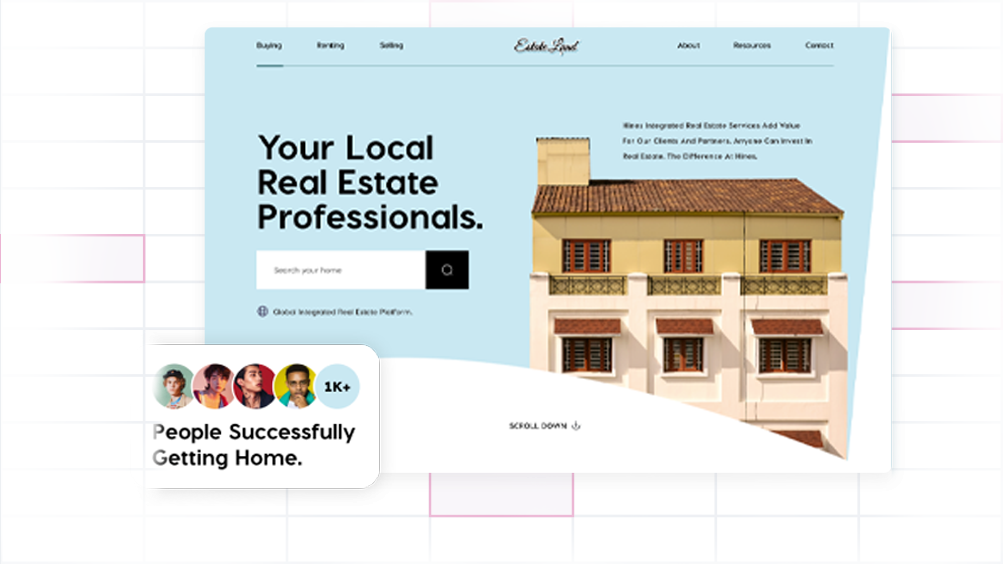 Buying Renting Selling Estate Land About Resources Contact
Hines Integrated Real Estate Services Add Value
For Our Clients And Partners. Anyone Can Invest In
Real Estate. The Difference At Hines.
Your Local
Real Estate
Professionals.
Search your home
Global Integrated Real Estate Platform.
1K+
People Successfully
Getting Home.
SCROLL DOWN